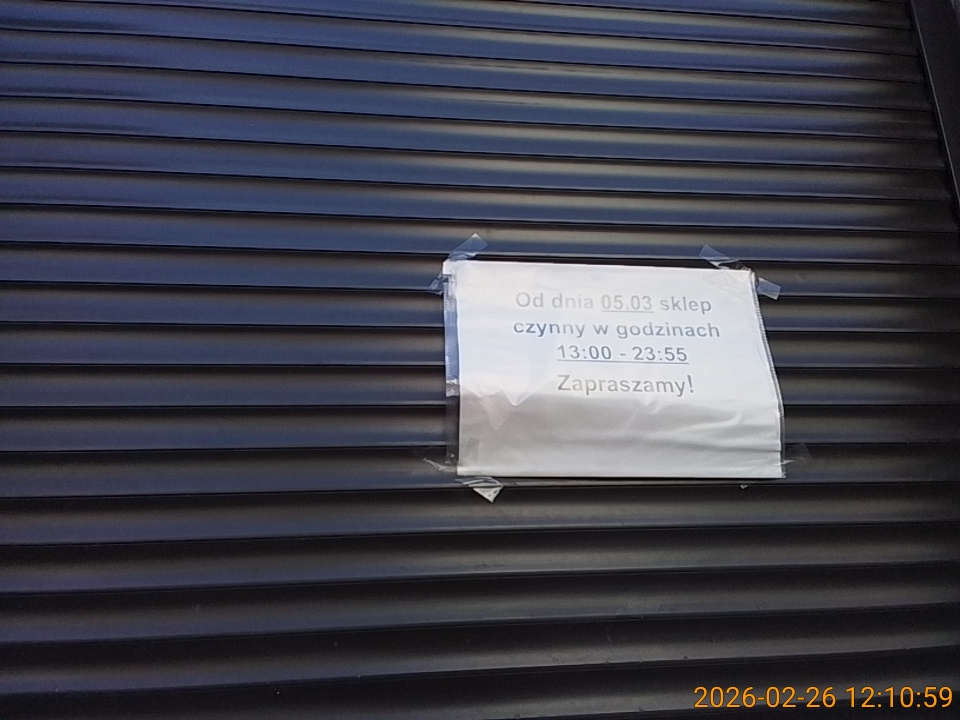 Od dnia 05.03 sklep
czynny w godzinach
13:00 - 23:55
Zapraszamy!
2026-02-26 12:10:59